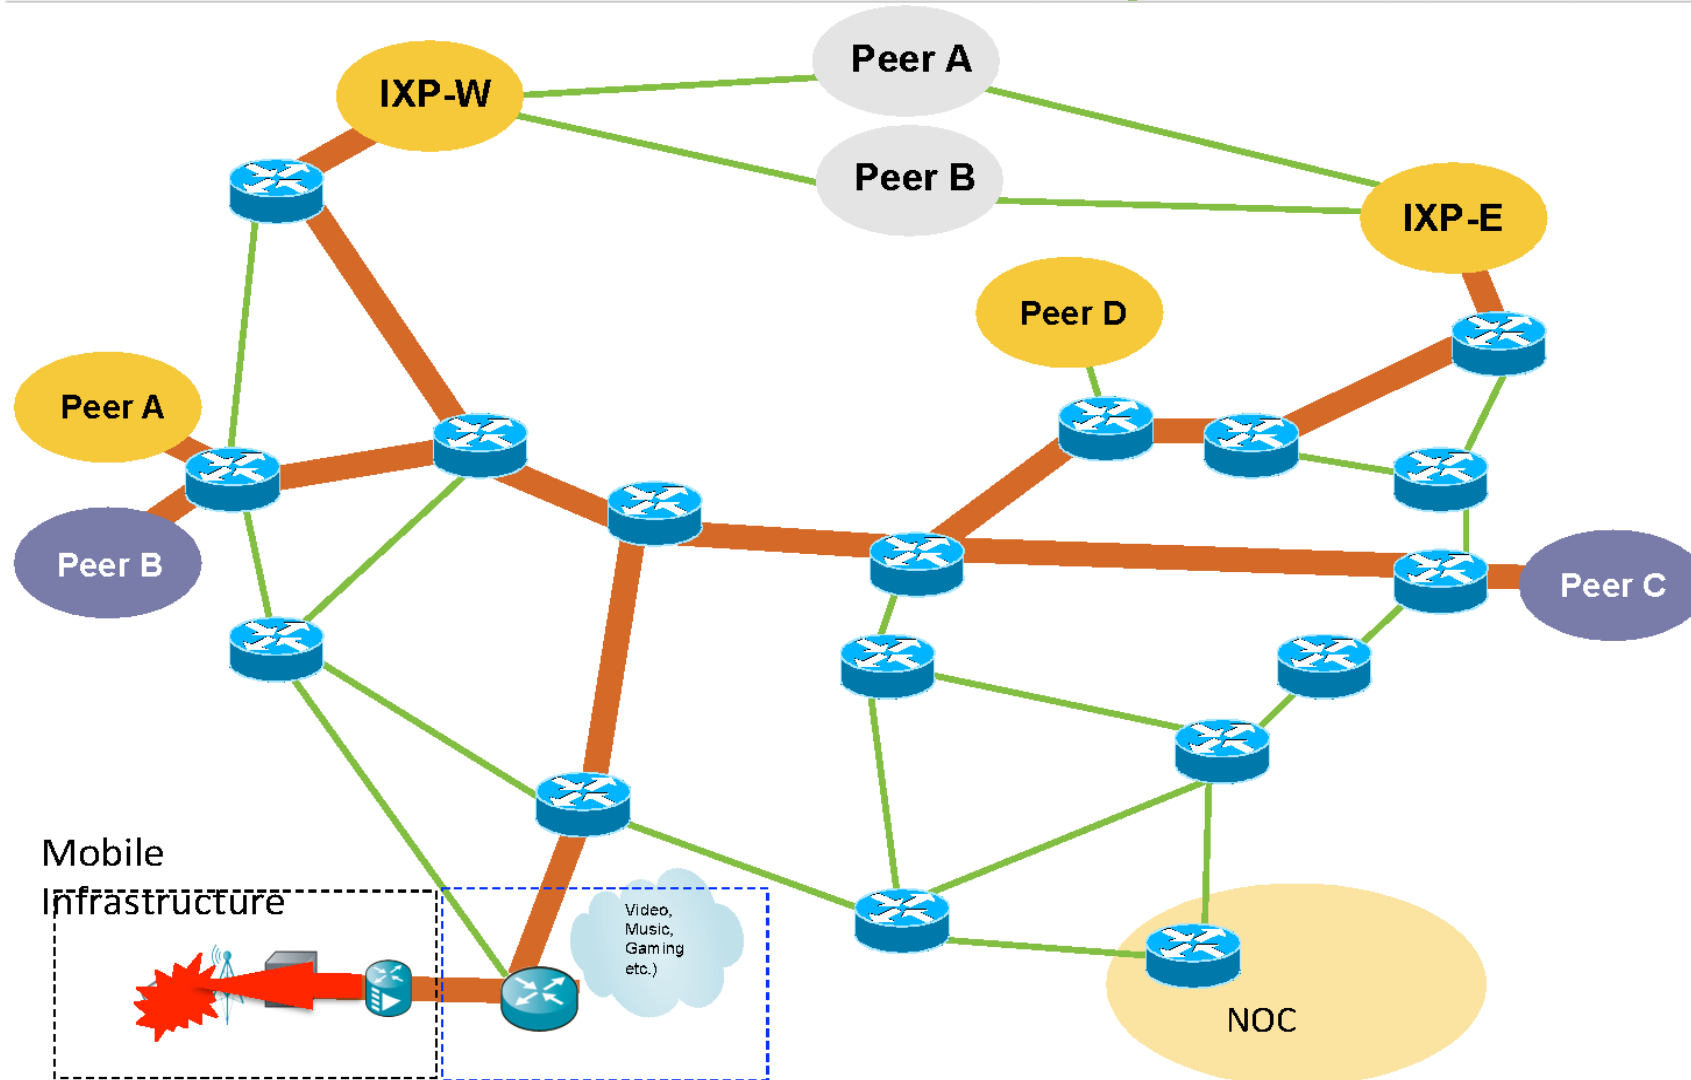 Peer A
IXP-W
Peer B
IXP-E
Peer D
Peer A
Peer B
Peer C
Mobile
Infrastructure
Video,
Music,
Gaming
etc.)
NOC